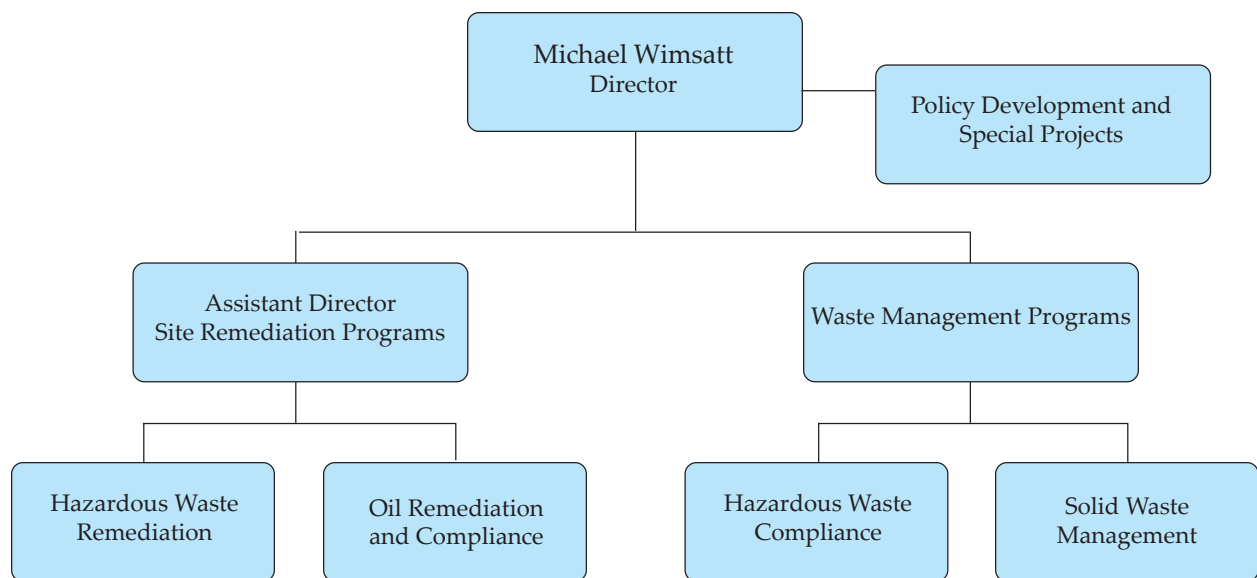 Michael Wimsatt
Director
Policy Development and
Special Projects
Assistant Director
Site Remediation Programs
Waste Management Programs
Hazardous Waste
Remediation
Oil Remediation
and Compliance
Hazardous Waste
Compliance
Solid Waste
Management